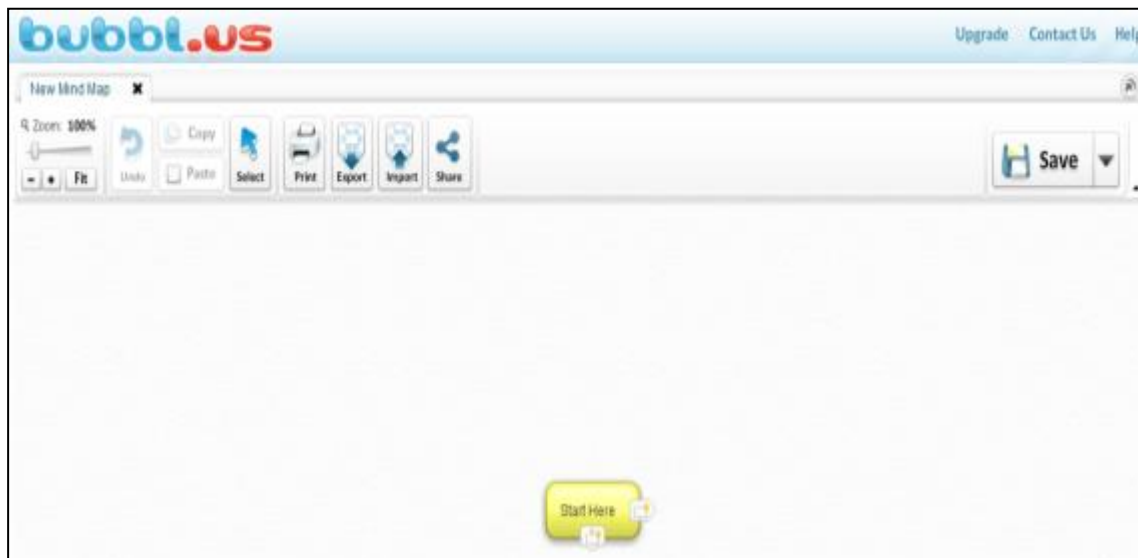 bubbl.us
Upgrade Contact Us Help
New Mind Map
Zoom: 100%
Copy
Save
Undo Paste Select Print Export Import Share
Fit
Start Here